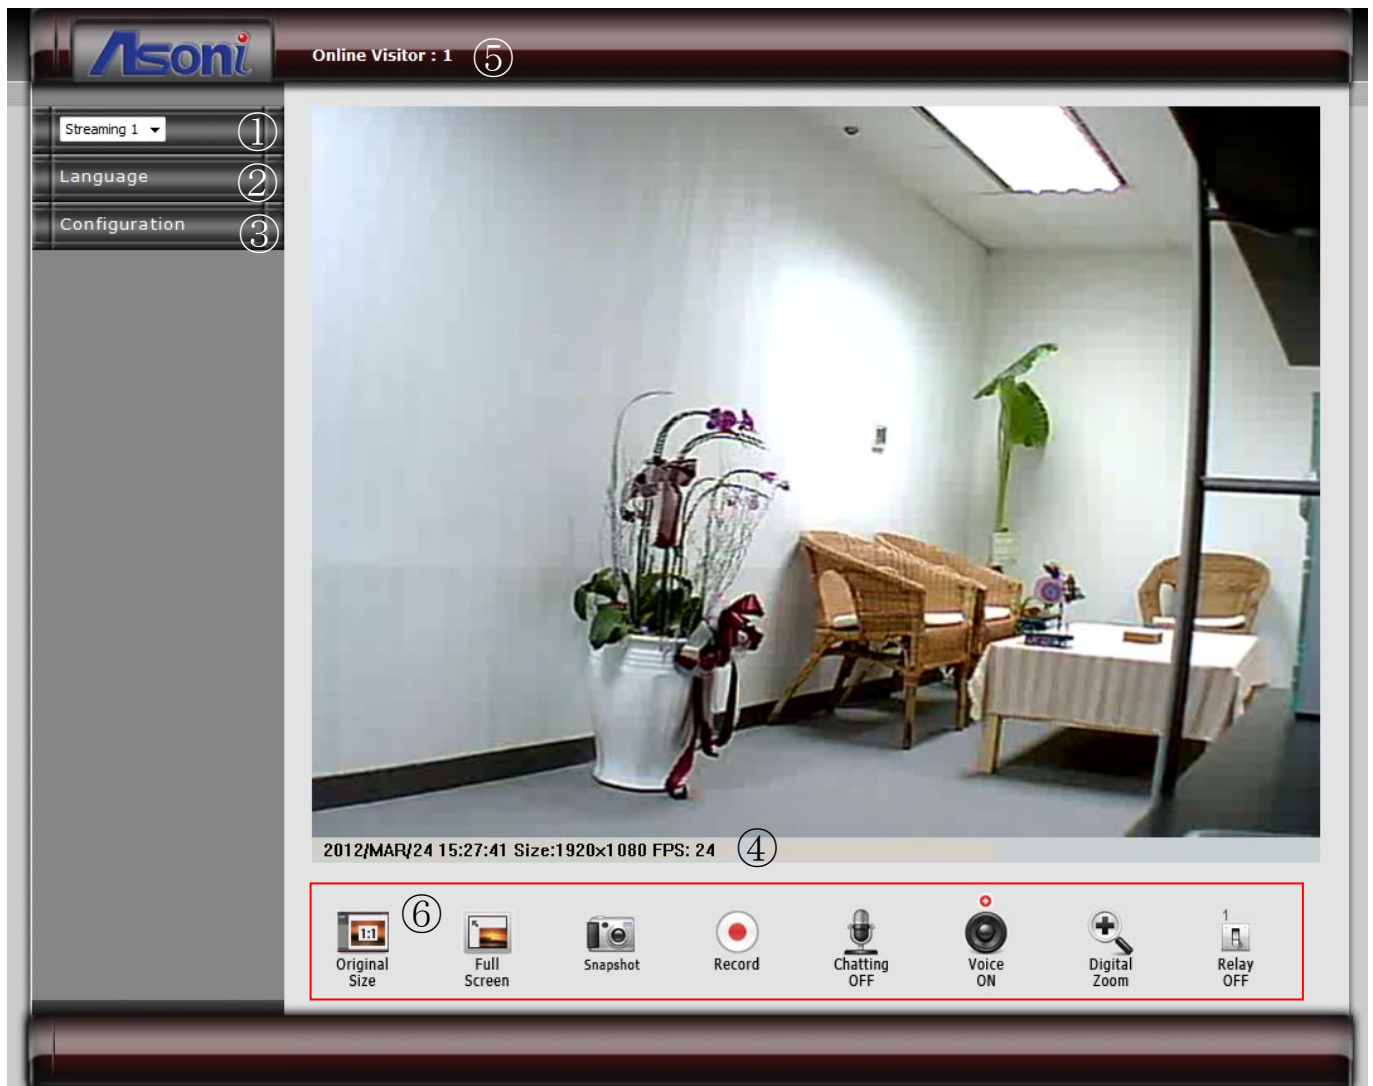 Asoni
Online Visitor : 1 ⑤
Streaming 1 ①
Language ②
Configuration ③
2012/MAR/24 15:27:41 Size:1920x1080 FPS: 24 ④
⑥
1:1
1
Original Size
Full Screen
Snapshot
Record
Chatting OFF
Voice ON
Digital Zoom
Relay OFF